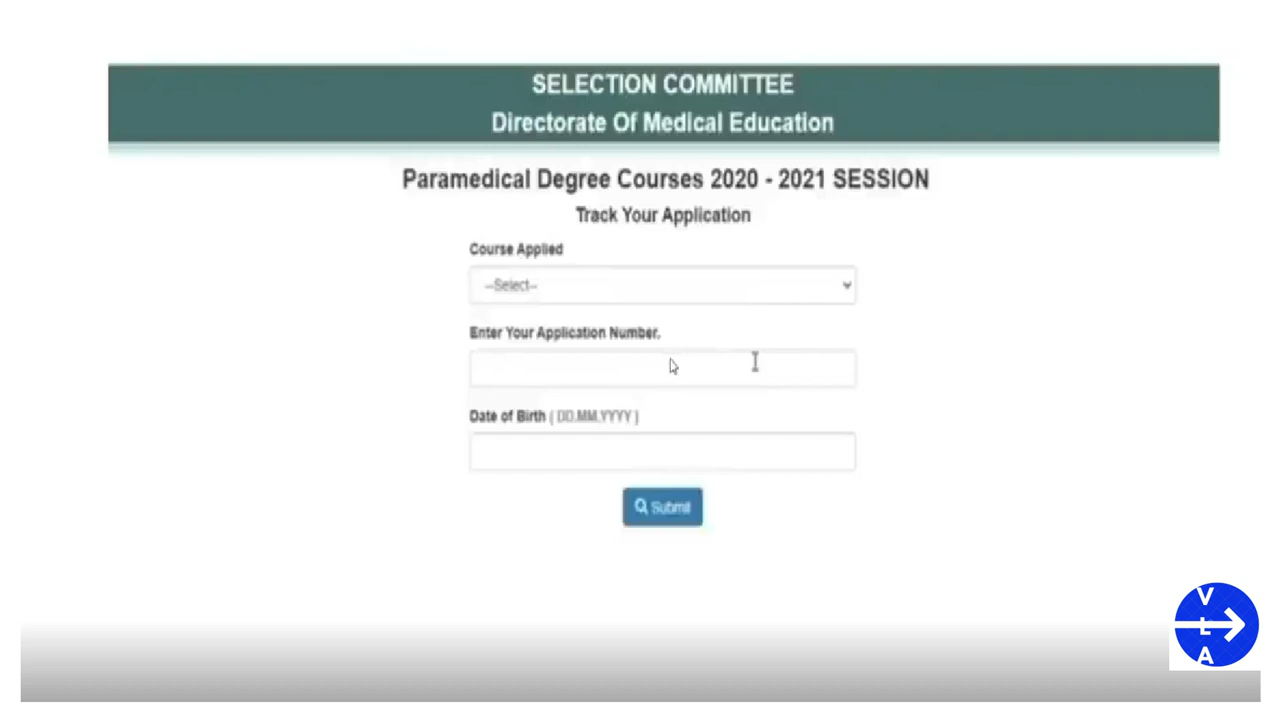 SELECTION COMMITTEE
Directorate Of Medical Education
Paramedical Degree Courses 2020 - 2021 SESSION
Track Your Application
Course Applied
--Select--
Enter Your Application Number.
Date of Birth ( DD.MM.YYYY )
Submit
V
L
A